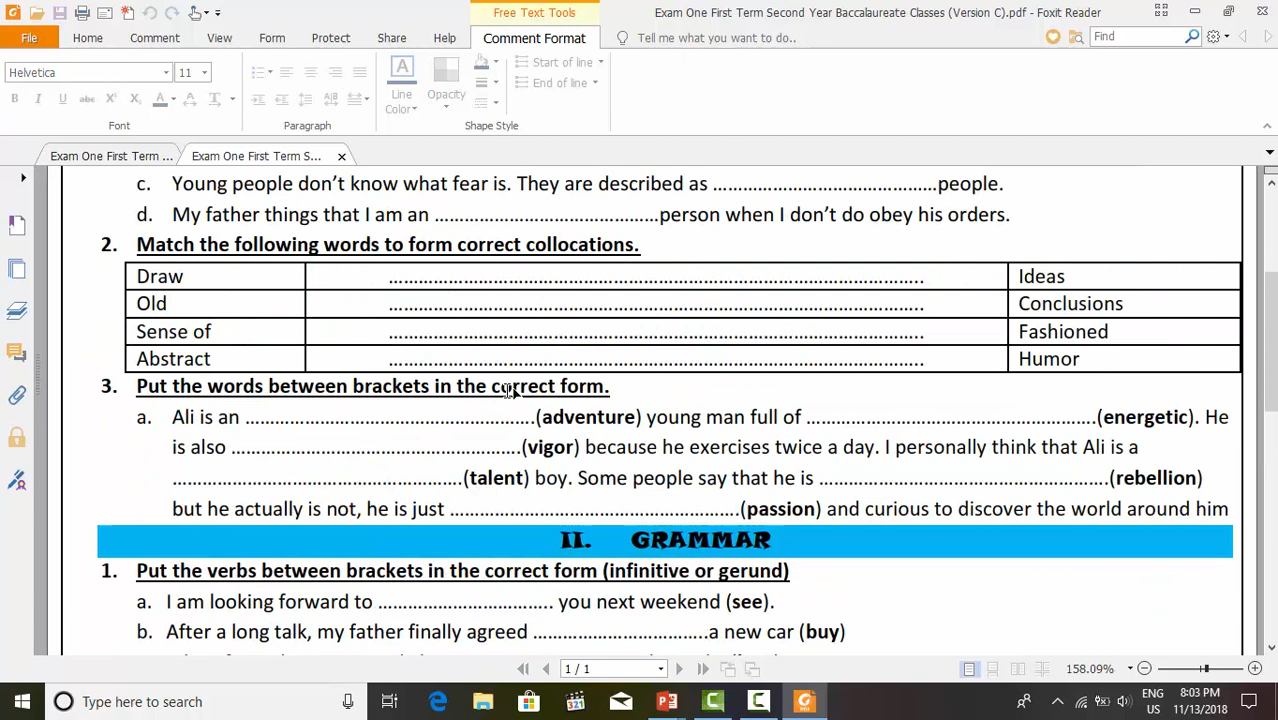 Free Text Tools
Exam One First Term Second Year Baccalaureate Classes (Version C).pdf - Foxit Reader
File Home Comment View Form Protect Share Help Comment Format Tell me what you want to do.. Find
Helvetica 11 Start of line
End of line
Line Color Opacity
Font Paragraph Shape Style
Exam One First Term ... Exam One First Term S...
c. Young people don't know what fear is. They are described as ……………………………………people.
d. My father things that I am an ……………………………………person when I don't do obey his orders.
2. Match the following words to form correct collocations.
Draw …………………………………………………………………………………….. Ideas
Old …………………………………………………………………………………….. Conclusions
Sense of …………………………………………………………………………………….. Fashioned
Abstract …………………………………………………………………………………….. Humor
3. Put the words between brackets in the correct form.
a. Ali is an ………………………………………………(adventure) young man full of ………………………………………………(energetic). He
is also ………………………………………………(vigor) because he exercises twice a day. I personally think that Ali is a
………………………………………………(talent) boy. Some people say that he is ………………………………………………(rebellion)
but he actually is not, he is just ………………………………………………(passion) and curious to discover the world around him
II. GRAMMAR
1. Put the verbs between brackets in the correct form (infinitive or gerund)
a. I am looking forward to ………………………….. you next weekend (see).
b. After a long talk, my father finally agreed …………………………..a new car (buy)
1 / 1 158.09%
Type here to search ENG US 8:03 PM 11/13/2018